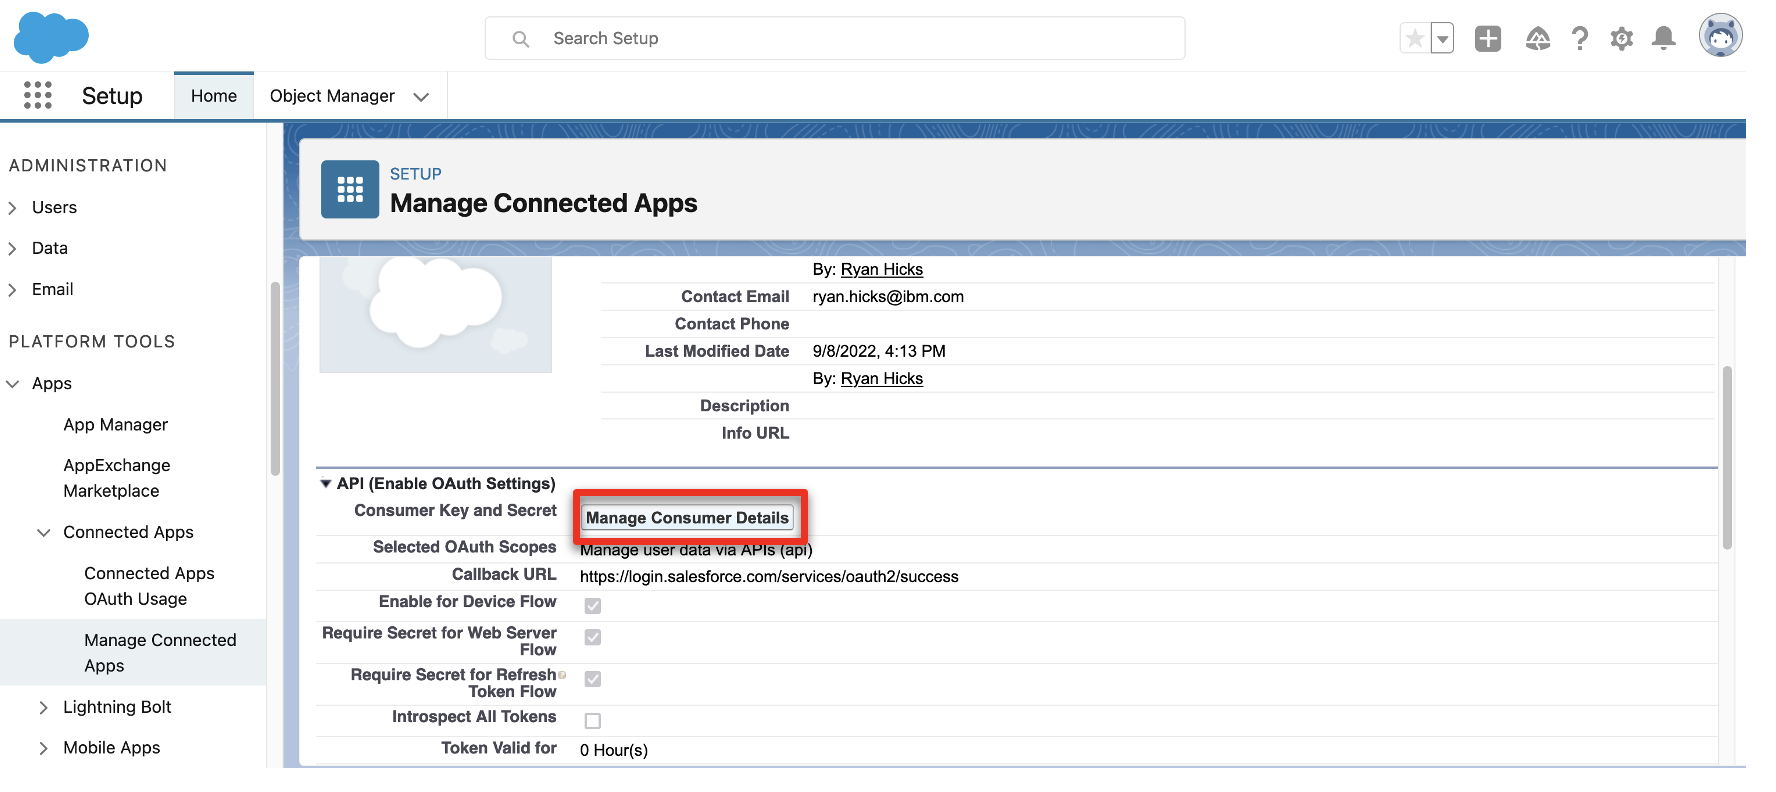 Search Setup
Setup
Home
Object Manager
ADMINISTRATION
Users
Data
Email
PLATFORM TOOLS
Apps
App Manager
AppExchange
Marketplace
Connected Apps
Connected Apps
OAuth Usage
Manage Connected
Apps
Lightning Bolt
Mobile Apps
SETUP
Manage Connected Apps
By: Ryan Hicks
Contact Email ryan.hicks@ibm.com
Contact Phone
Last Modified Date 9/8/2022, 4:13 PM
By: Ryan Hicks
Description
Info URL
API (Enable OAuth Settings)
Consumer Key and Secret Manage Consumer Details
Selected OAuth Scopes Manage user data via APIs (api)
Callback URL https://login.salesforce.com/services/oauth2/success
Enable for Device Flow
Require Secret for Web Server
Flow
Require Secret for Refresh
Token Flow
Introspect All Tokens
Token Valid for 0 Hour(s)